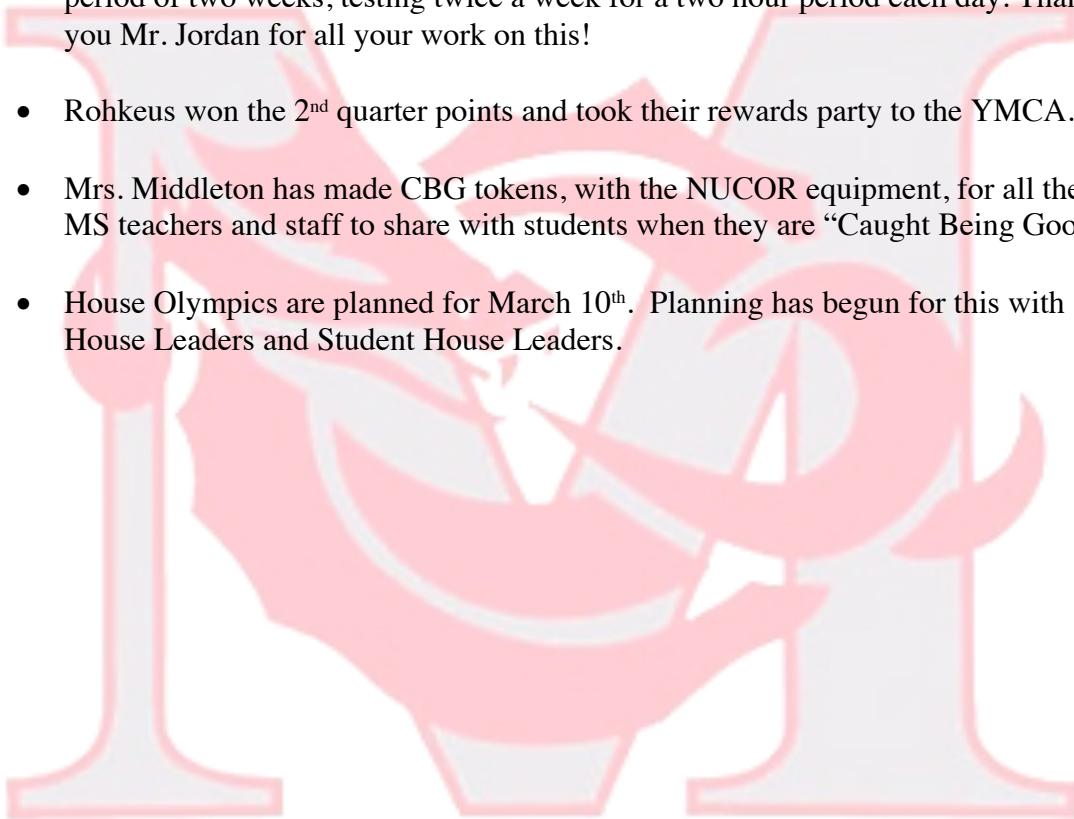 period of two weeks, testing twice a week for a two hour period each day. Than
you Mr. Jordan for all your work on this!
• Rohkeus won the 2nd quarter points and took their rewards party to the YMCA.
• Mrs. Middleton has made CBG tokens, with the NUCOR equipment, for all the
MS teachers and staff to share with students when they are “Caught Being Goo
• House Olympics are planned for March 10th.  Planning has begun for this with
House Leaders and Student House Leaders.